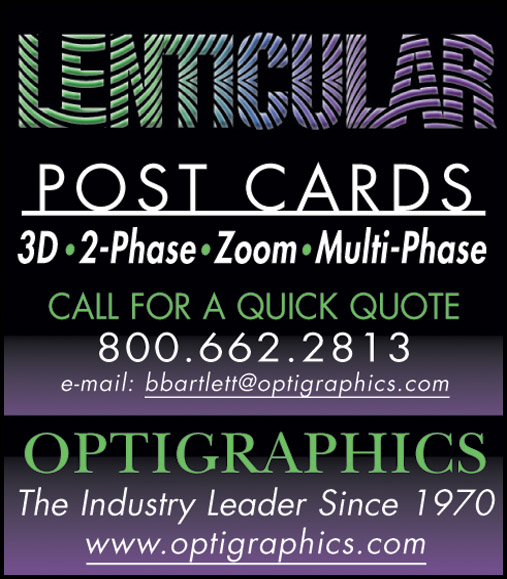 LENTICULAR
POST CARDS
3D • 2-Phase • Zoom • Multi-Phase
CALL FOR A QUICK QUOTE
800.662.2813
e-mail: bbartlett@optigraphics.com
OPTIGRAPHICS
The Industry Leader Since 1970
www.optigraphics.com